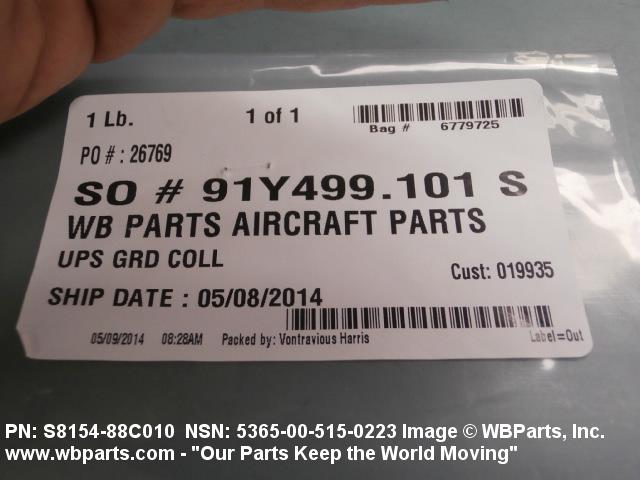 1 Lb. 1 of 1
Bag # 6779725
PO # : 26769
SO # 91Y499.101 S
WB PARTS AIRCRAFT PARTS
UPS GRD COLL
Cust: 019935
SHIP DATE : 05/08/2014
05/09/2014 08:28AM Packed by: Vontravious Harris Label=Out
PN: S8154-88C010 NSN: 5365-00-515-0223 Image © WBParts, Inc.
www.wbparts.com - "Our Parts Keep the World Moving"